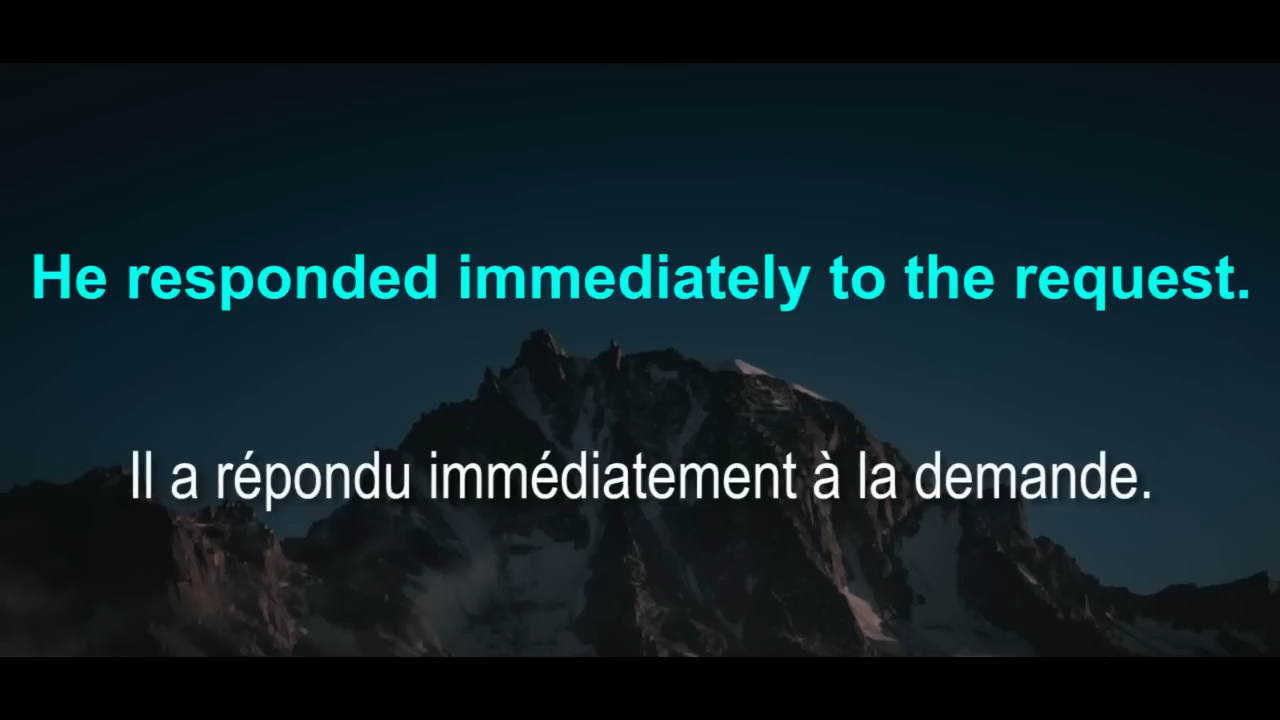 He responded immediately to the request.
Il a répondu immédiatement à la demande.